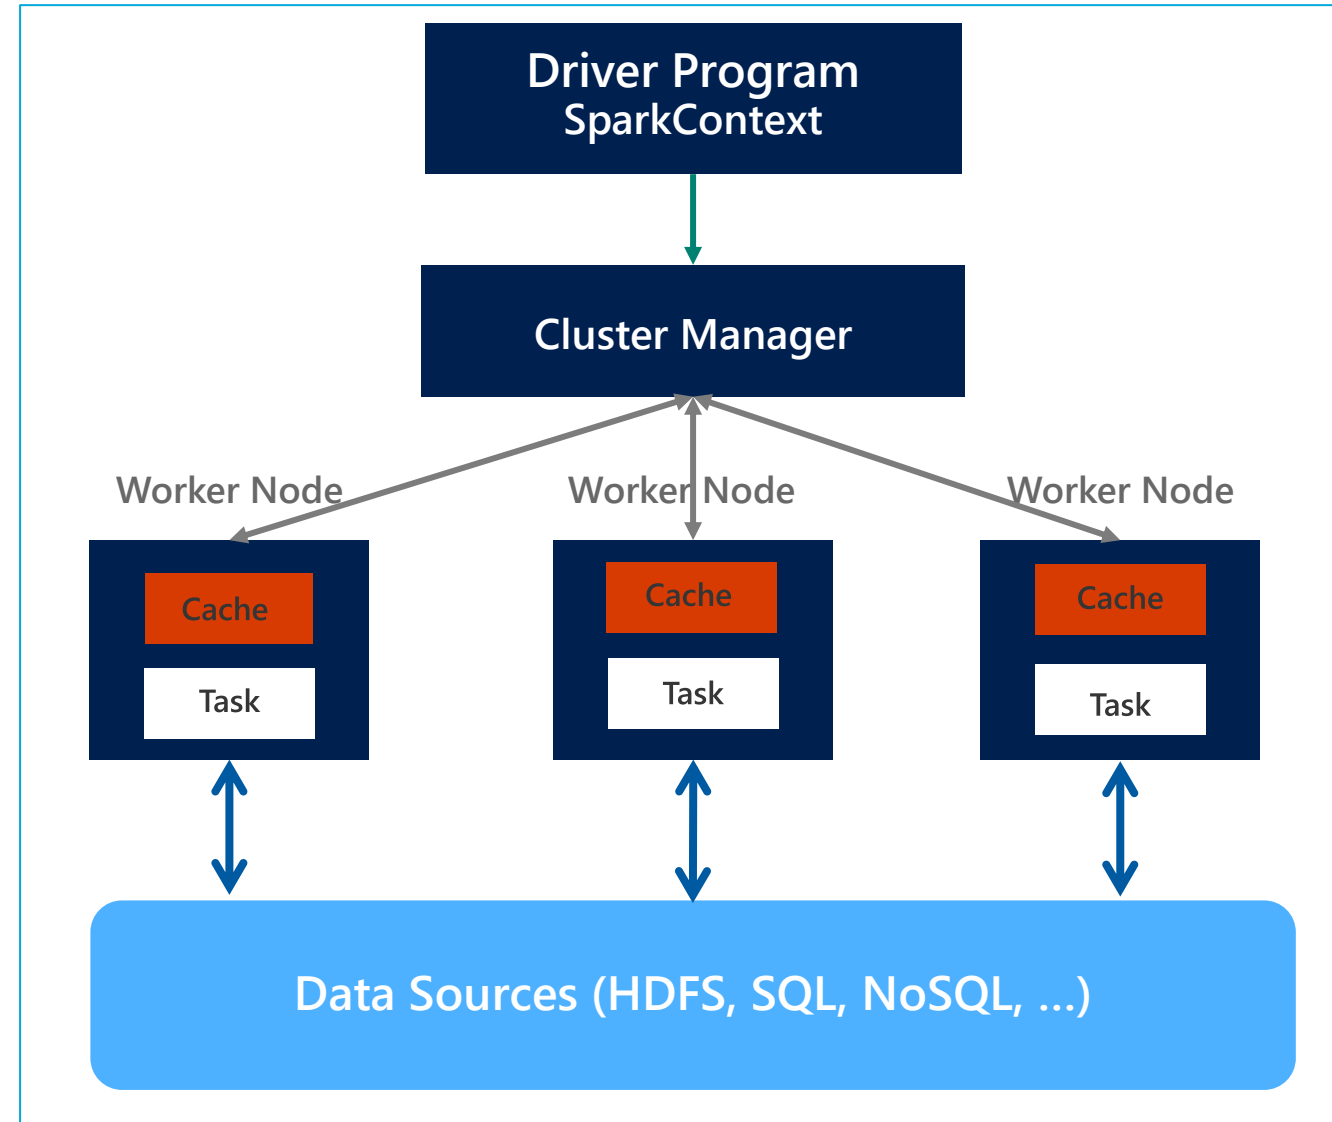 Driver Program
SparkContext
Cluster Manager
Worker Node
Worker Node
Worker Node
Cache
Cache
Cache
Task
Task
Task
Data Sources (HDFS, SQL, NoSQL, ...)